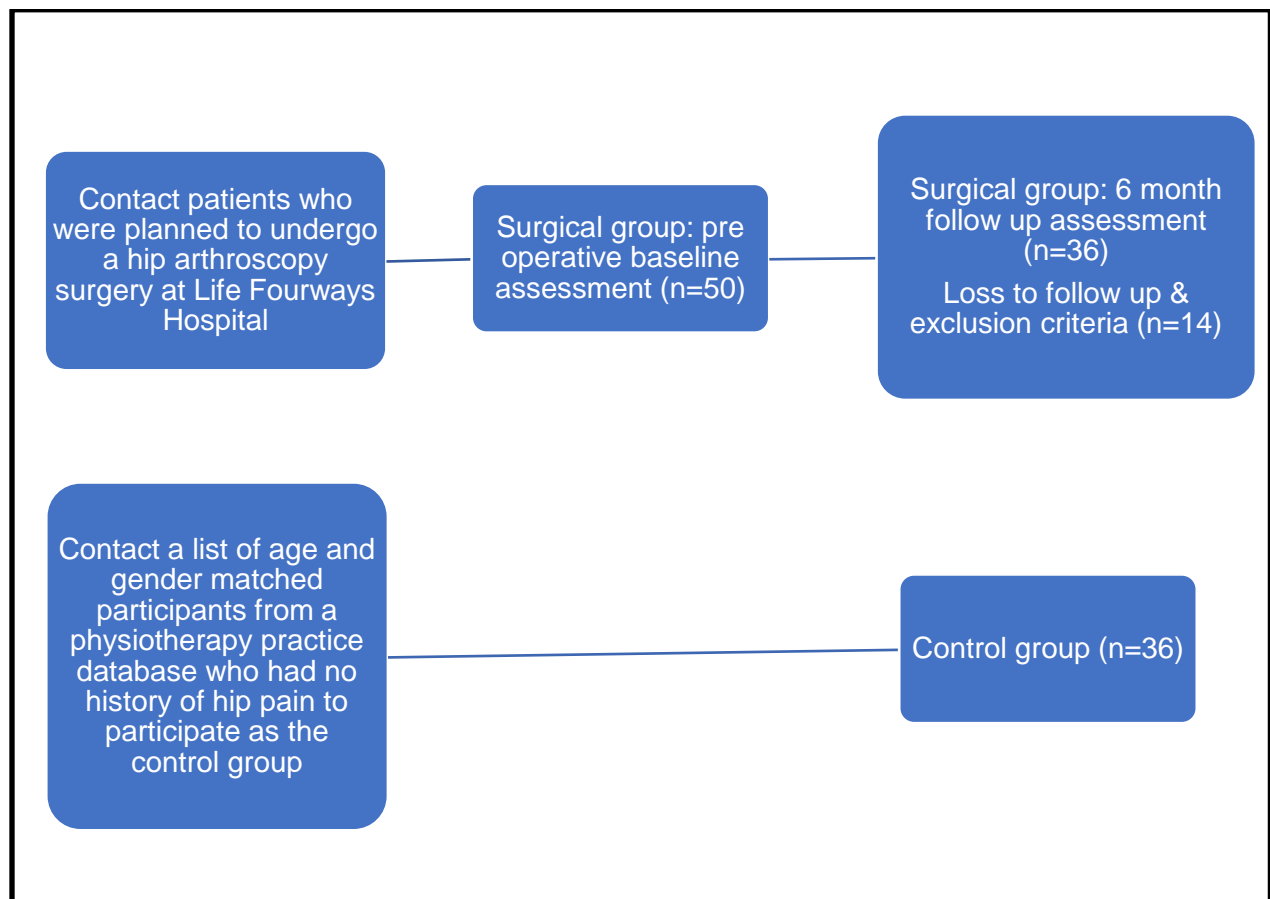 Contact patients who
were planned to undergo
a hip arthroscopy
surgery at Life Fourways
Hospital
Surgical group: pre
operative baseline
assessment (n=50)
Surgical group: 6 month
follow up assessment
(n=36)
Loss to follow up &
exclusion criteria (n=14)
Contact a list of age and
gender matched
participants from a
physiotherapy practice
database who had no
history of hip pain to
participate as the
control group
Control group (n=36)